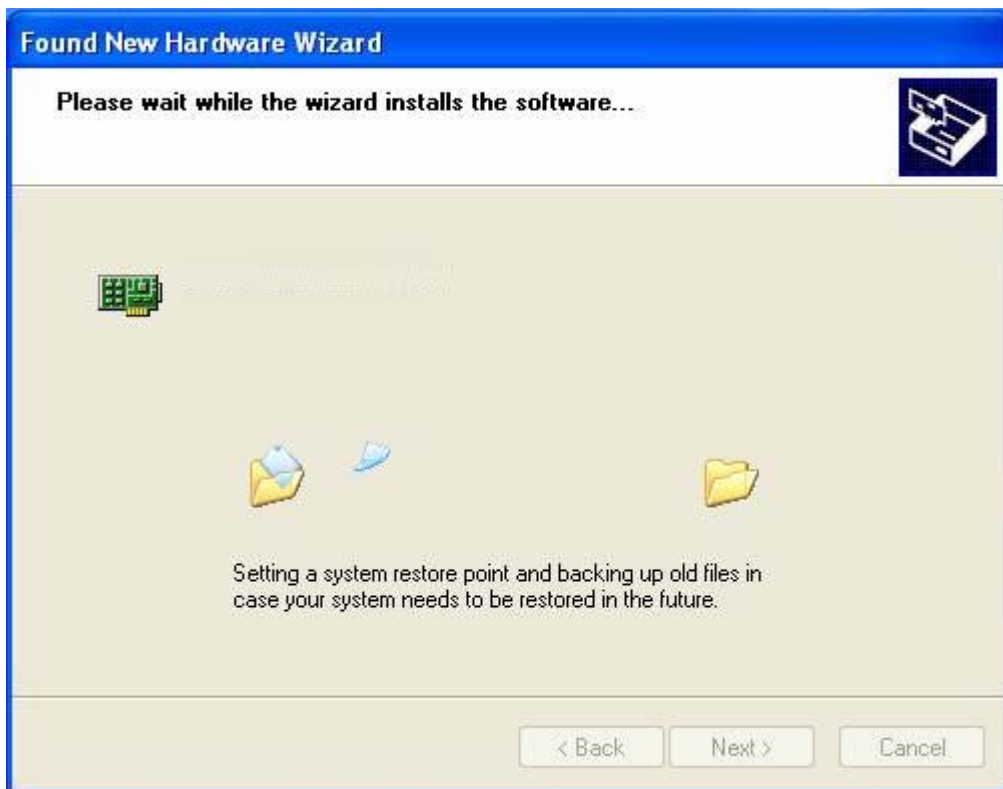 Found New Hardware Wizard
Please wait while the wizard installs the software...
Setting a system restore point and backing up old files in
case your system needs to be restored in the future.
< Back
Next >
Cancel